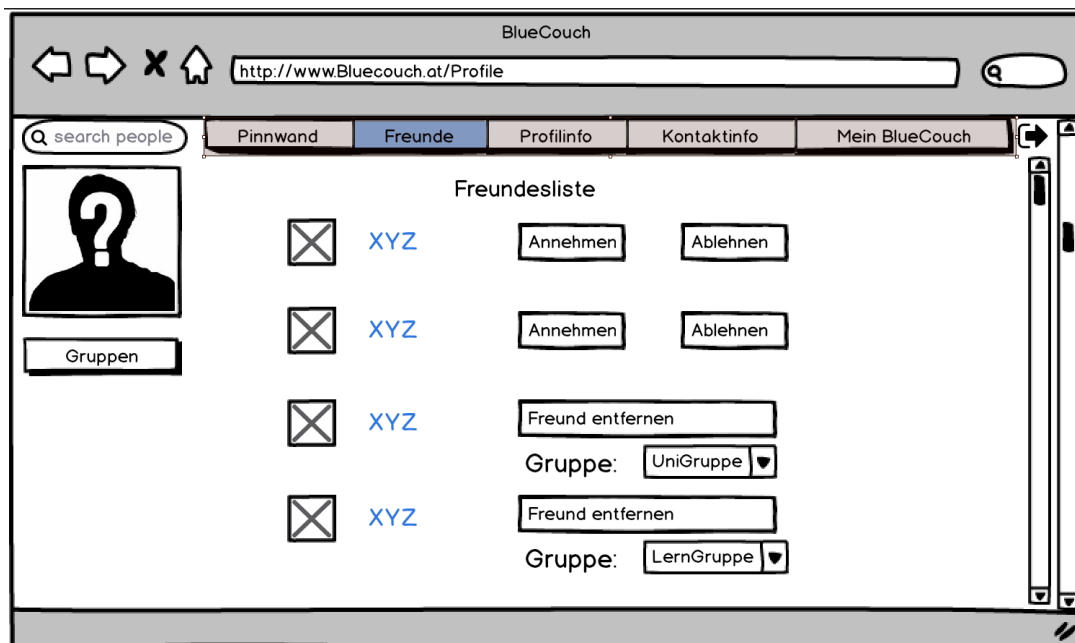 BlueCouch
http://www.Bluecouch.at/Profile
search people
Pinnwand Freunde Profilinfo Kontaktinfo Mein BlueCouch
Freundesliste
XYZ Annehmen Ablehnen
XYZ Annehmen Ablehnen
Gruppen
XYZ Freund entfernen
Gruppe: UniGruppe
XYZ Freund entfernen
Gruppe: LernGruppe